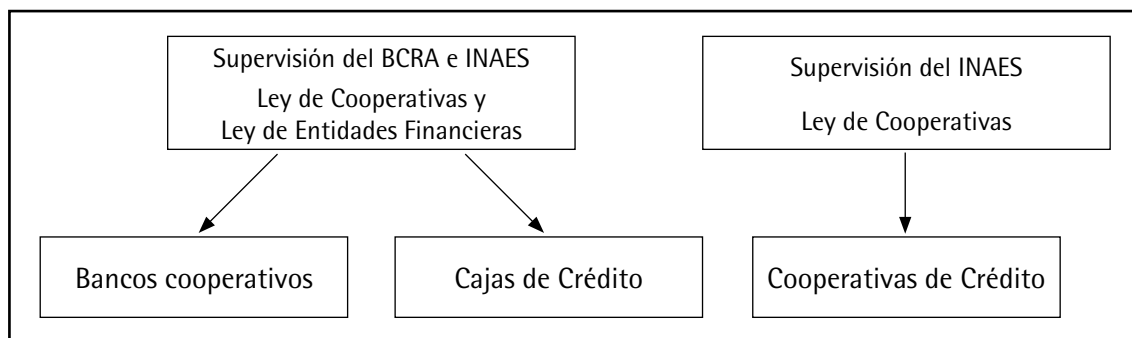 Supervisión del BCRA e INAES
Ley de Cooperativas y
Ley de Entidades Financieras
Supervisión del INAES
Ley de Cooperativas
Bancos cooperativos
Cajas de Crédito
Cooperativas de Crédito